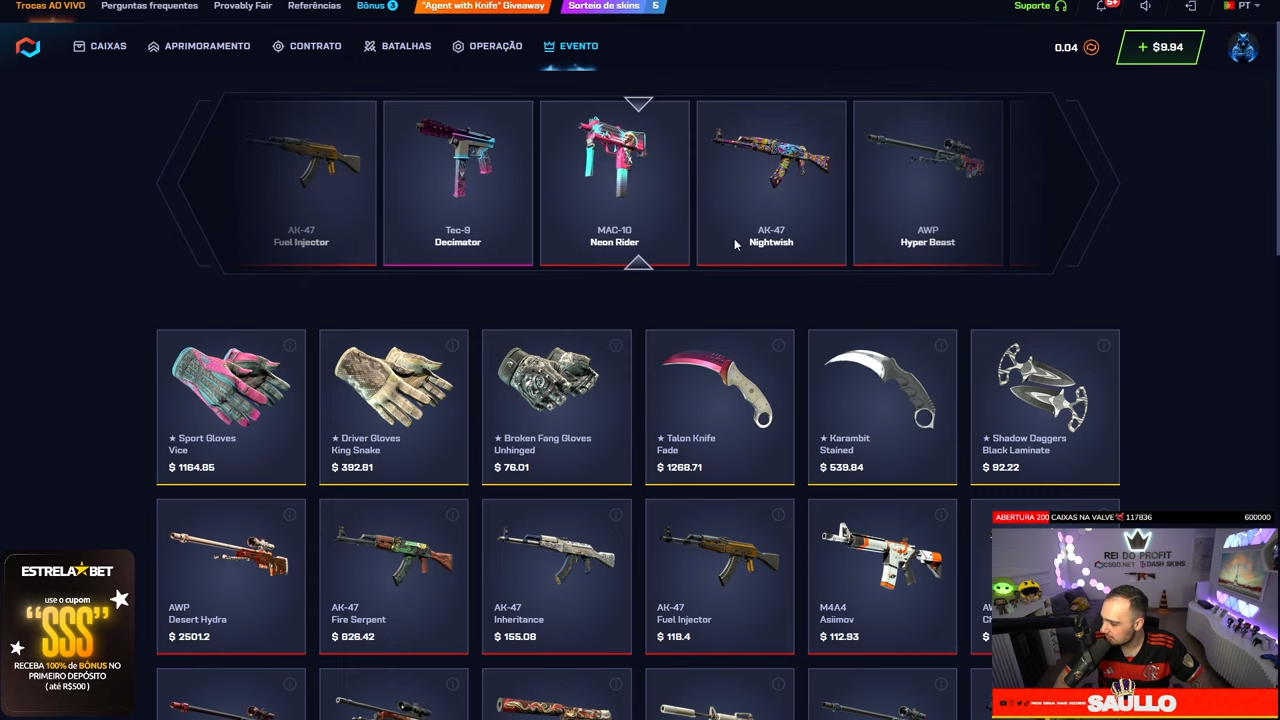 Trocas AO VIVO
Perguntas frequentes
Provably Fair
Referências
Bônus 3
"Agent with Knife" Giveaway
Sorteio de skins 5
Suporte
5+
PT
CAIXAS
APRIMORAMENTO
CONTRATO
BATALHAS
OPERAÇÃO
EVENTO
0.04
+ $9.94
AK-47
Fuel Injector
Tec-9
Decimator
MAC-10
Neon Rider
AK-47
Nightwish
AWP
Hyper Beast
★ Sport Gloves
Vice
$ 1164.85
★ Driver Gloves
King Snake
$ 392.81
★ Broken Fang Gloves
Unhinged
$ 76.01
★ Talon Knife
Fade
$ 1268.71
★ Karambit
Stained
$ 539.84
★ Shadow Daggers
Black Laminate
$ 92.22
AWP
Desert Hydra
$ 2501.2
AK-47
Fire Serpent
$ 826.42
AK-47
Inheritance
$ 155.08
AK-47
Fuel Injector
$ 118.4
M4A4
Asiimov
$ 112.93
ESTRELA★BET
use o cupom
"SSS"
RECEBA 100% de BÔNUS NO
PRIMEIRO DEPÓSITO
( até R$500 )
ABERTURA 200 CAIXAS NA VALVE 117836
600000
REI DO PROFIT
CSGO.NET
DASH SKINS
SAULLO